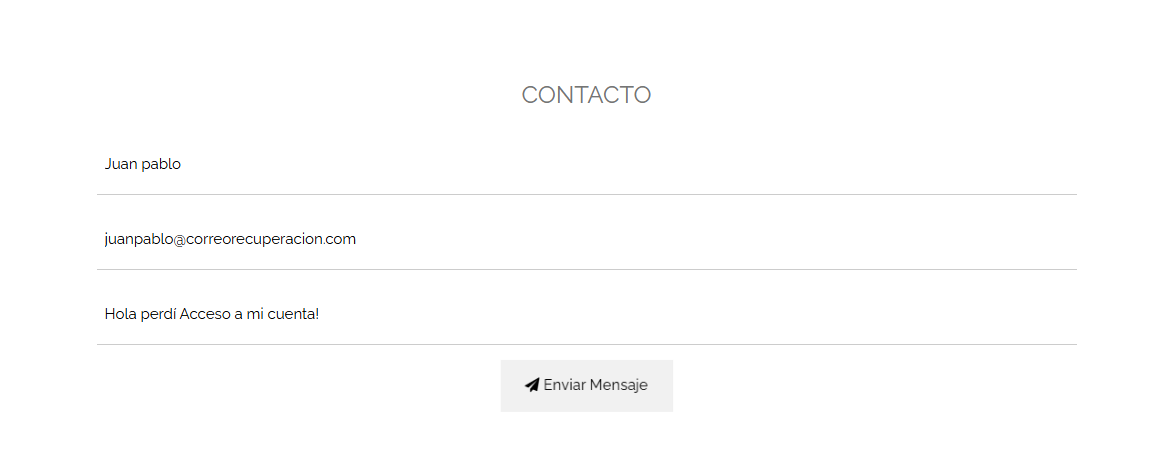 CONTACTO
Juan pablo
juanpablo@correorecuperacion.com
Hola perdí Acceso a mi cuenta!
Enviar Mensaje